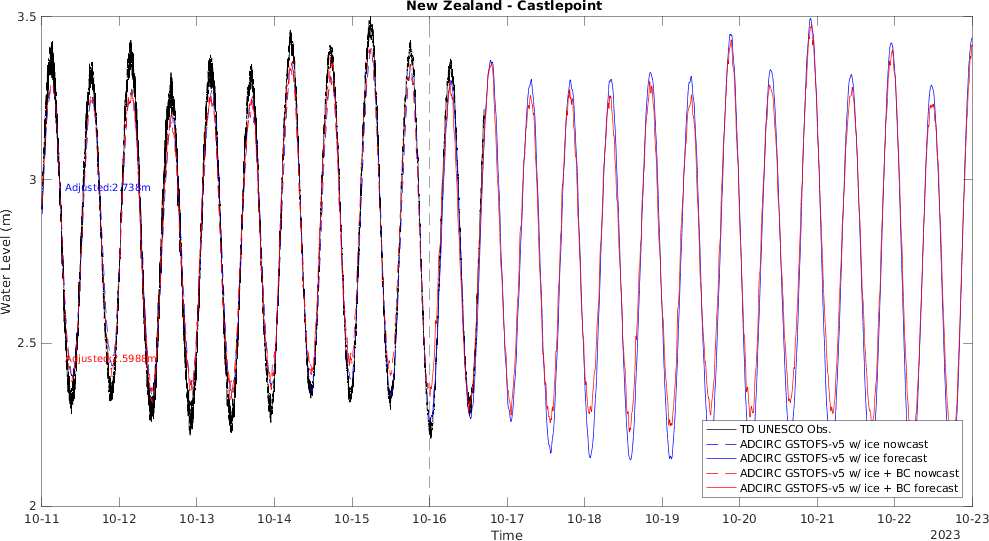 New Zealand - Castlepoint
3.5
3
2.5
2
Water Level (m)
Adjusted:2.738m
Adjusted:2.5988m
TD UNESCO Obs.
ADCIRC GSTOFS-v5 w/ ice nowcast
ADCIRC GSTOFS-v5 w/ ice forecast
ADCIRC GSTOFS-v5 w/ ice + BC nowcast
ADCIRC GSTOFS-v5 w/ ice + BC forecast
10-11 10-12 10-13 10-14 10-15 10-16 10-17 10-18 10-19 10-20 10-21 10-22 10-23
Time
2023